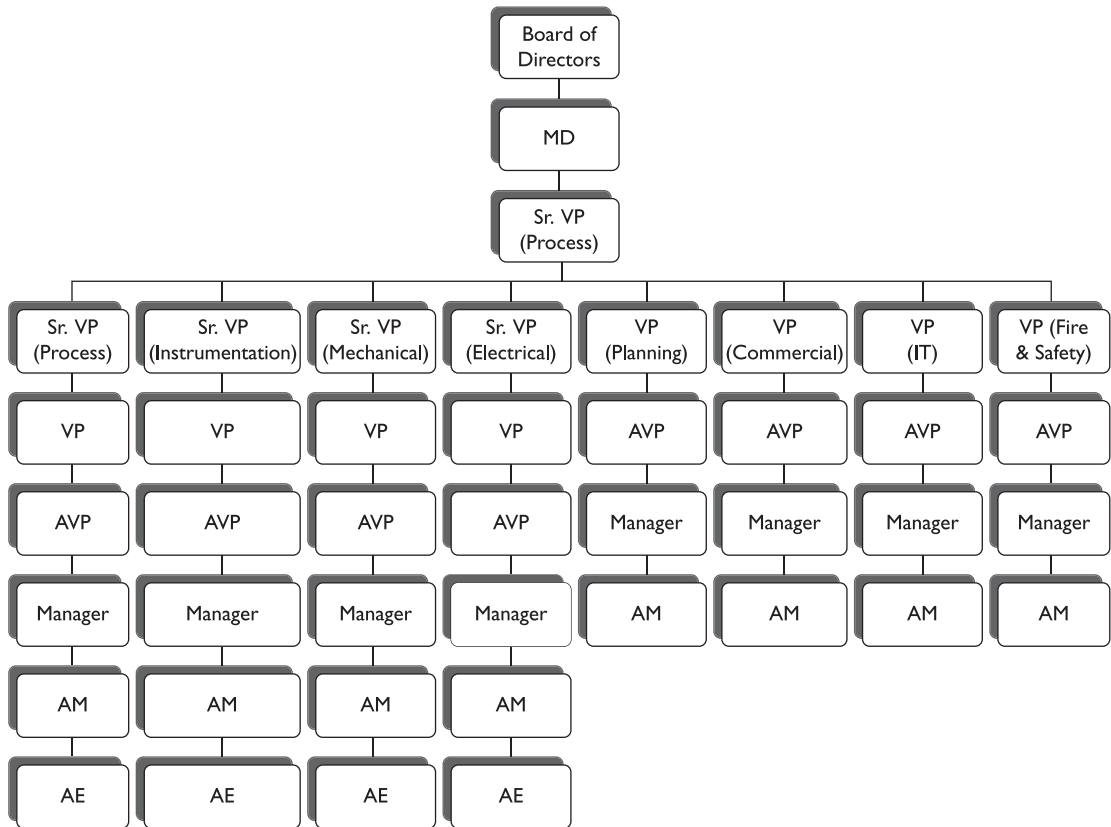 Board of
Directors
MD
Sr. VP
(Process)
Sr. VP
(Process)
Sr. VP
(Instrumentation)
Sr. VP
(Mechanical)
Sr. VP
(Electrical)
VP
(Planning)
VP
(Commercial)
VP
(IT)
VP (Fire
& Safety)
VP
VP
VP
VP
AVP
AVP
AVP
AVP
AVP
AVP
AVP
AVP
Manager
Manager
Manager
Manager
Manager
Manager
Manager
Manager
AM
AM
AM
AM
AM
AM
AM
AM
AE
AE
AE
AE